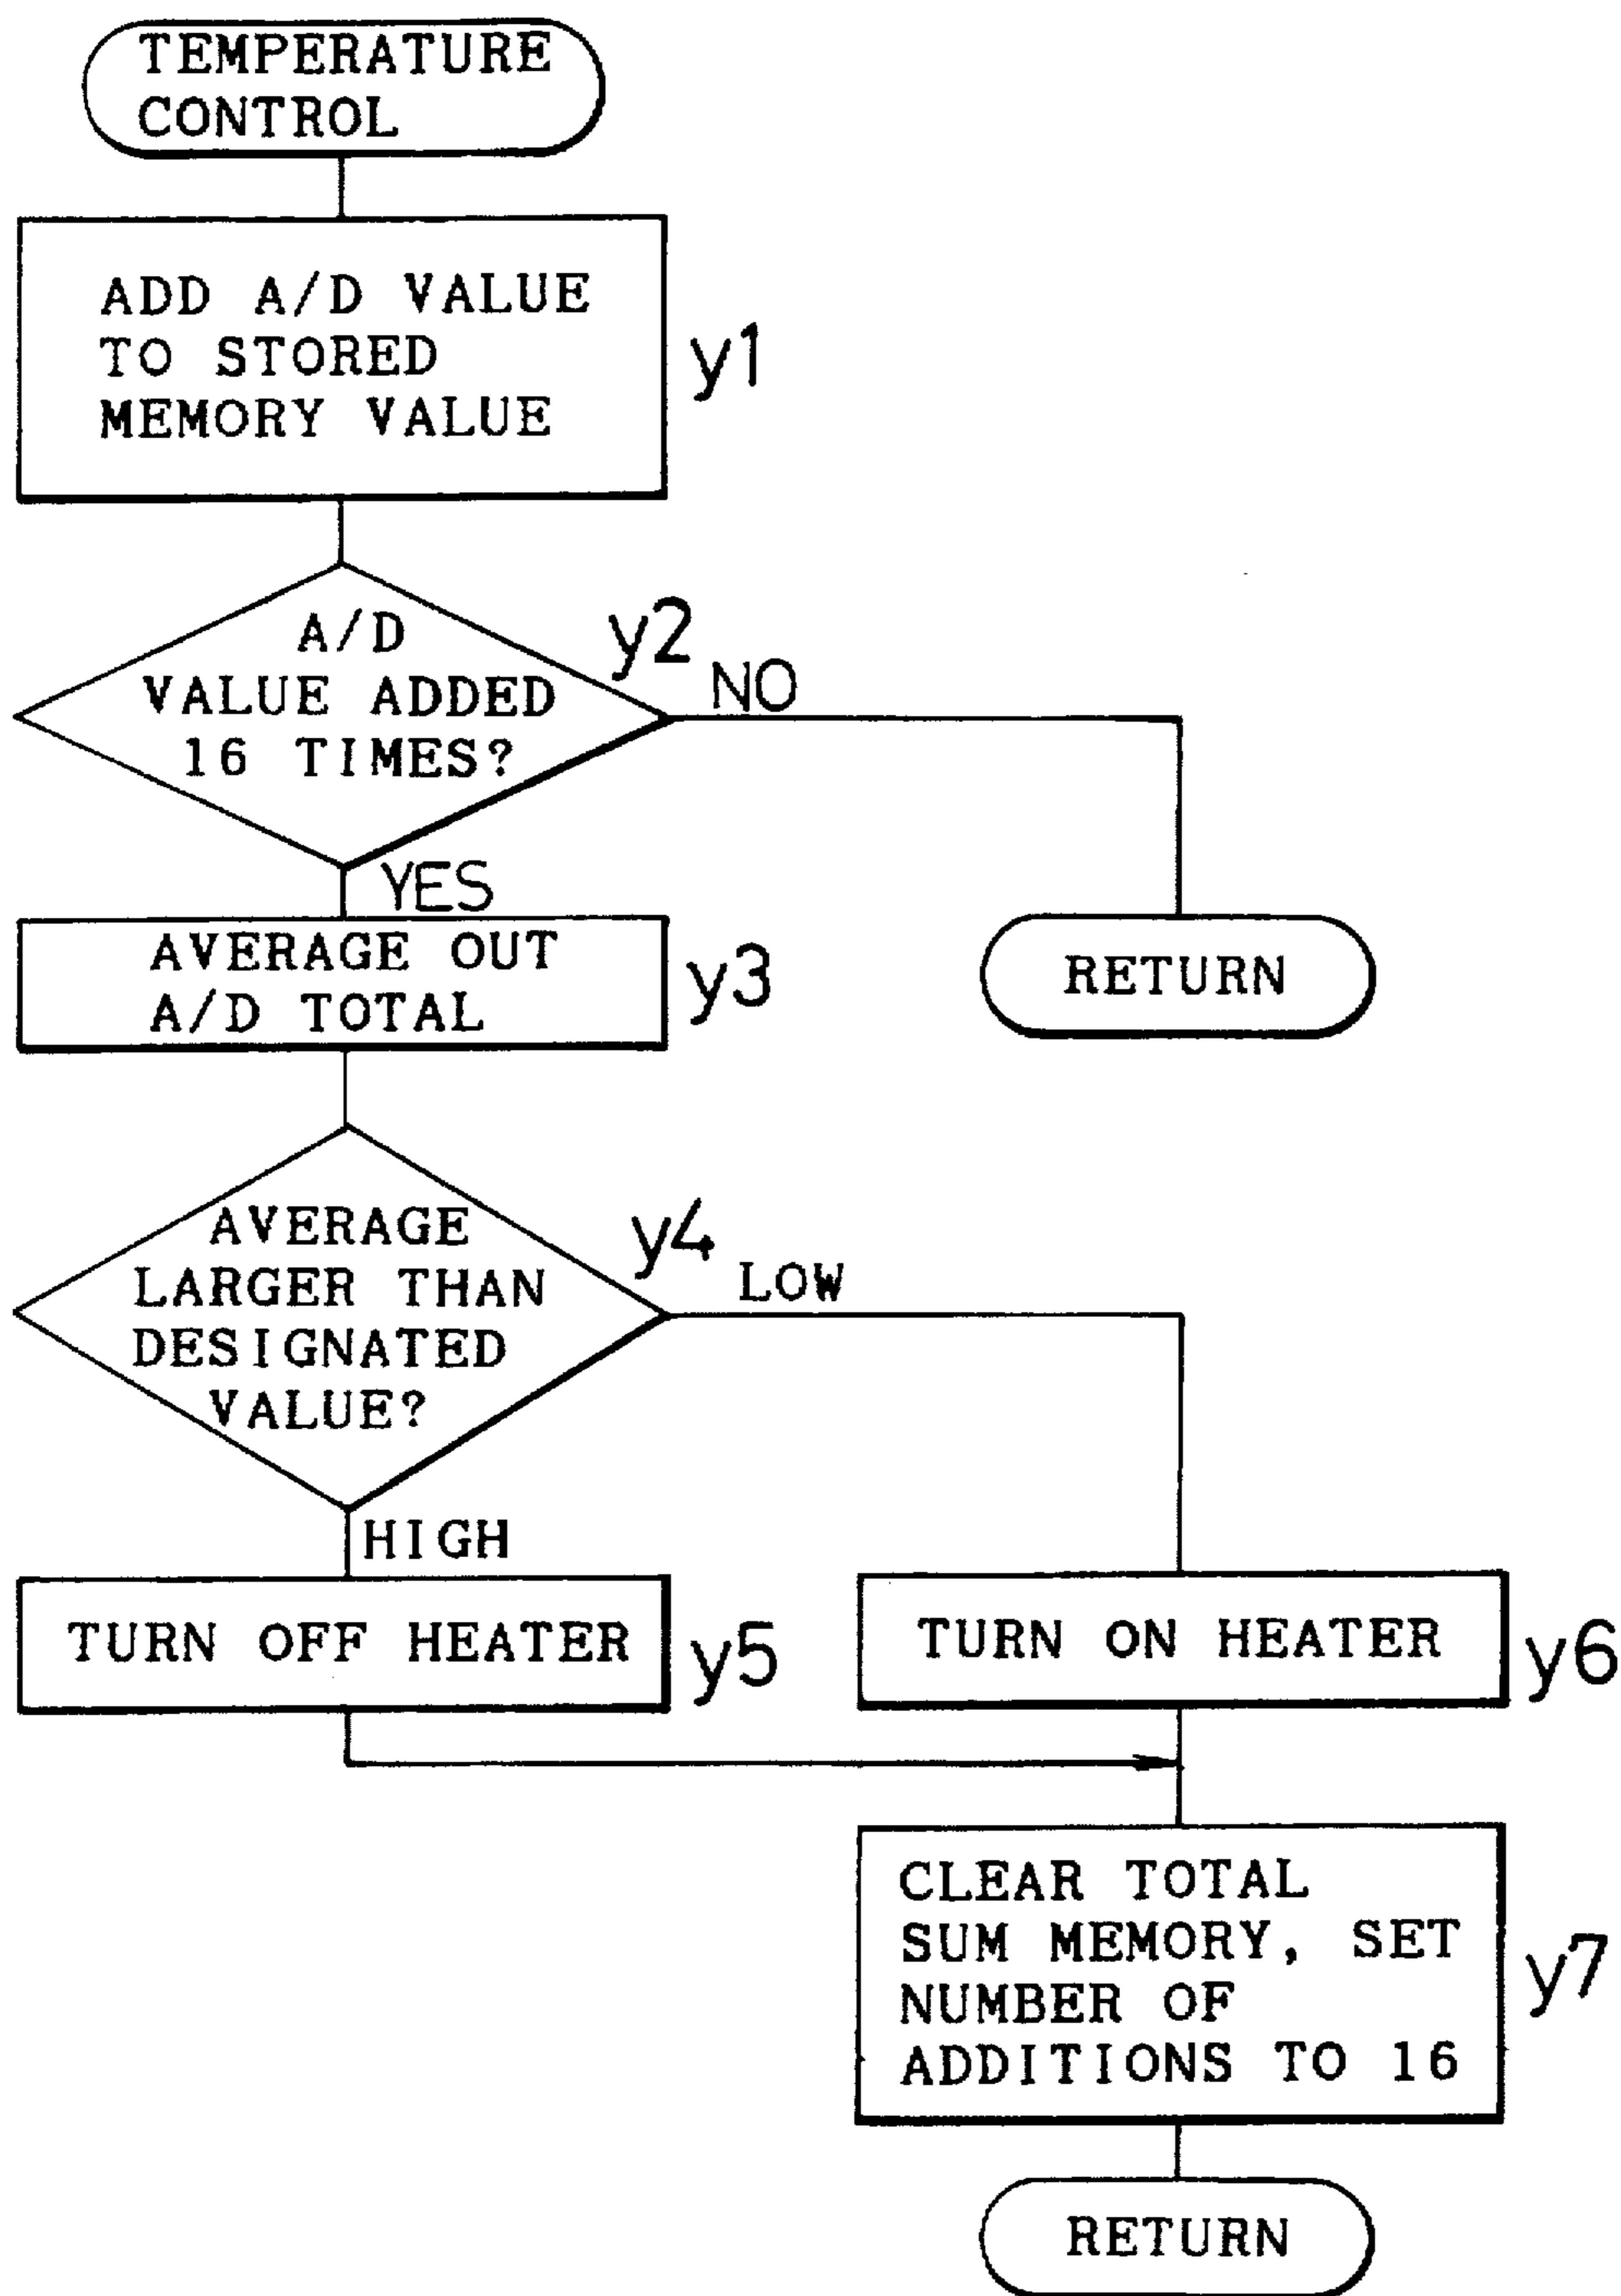 TEMPERATURE
CONTROL
ADD A/D VALUE
TO STORED
MEMORY VALUE
y1
A/D
VALUE ADDED
16 TIMES?
y2
NO
YES
AVERAGE OUT
A/D TOTAL
y3
RETURN
AVERAGE
LARGER THAN
DESIGNATED
VALUE?
y4
LOW
HIGH
TURN OFF HEATER
y5
TURN ON HEATER
y6
CLEAR TOTAL
SUM MEMORY, SET
NUMBER OF
ADDITIONS TO 16
y7
RETURN